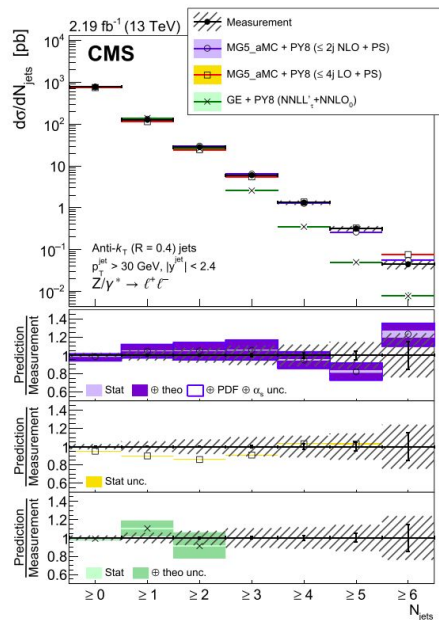 2.19 fb⁻¹ (13 TeV)
CMS
Measurement
MG5_aMC + PY8 (≤ 2j NLO + PS)
MG5_aMC + PY8 (≤ 4j LO + PS)
GE + PY8 (NNLL'τ+NNLO₀)
dσ/dN_jets [pb]
10⁴
10³
10²
10
1
10⁻¹
10⁻²
Anti-k_T (R = 0.4) jets
p_T^jet > 30 GeV, |y^jet| < 2.4
Z/γ* → ℓ⁺ℓ⁻
Prediction
Measurement
1.4
1.2
1
0.8
0.6
Stat
⊕ theo
⊕ PDF ⊕ αₛ unc.
Prediction
Measurement
1.4
1.2
1
0.8
0.6
Stat unc.
Prediction
Measurement
1.4
1.2
1
0.8
0.6
Stat
⊕ theo unc.
≥ 0 ≥ 1 ≥ 2 ≥ 3 ≥ 4 ≥ 5 ≥ 6
N_jets